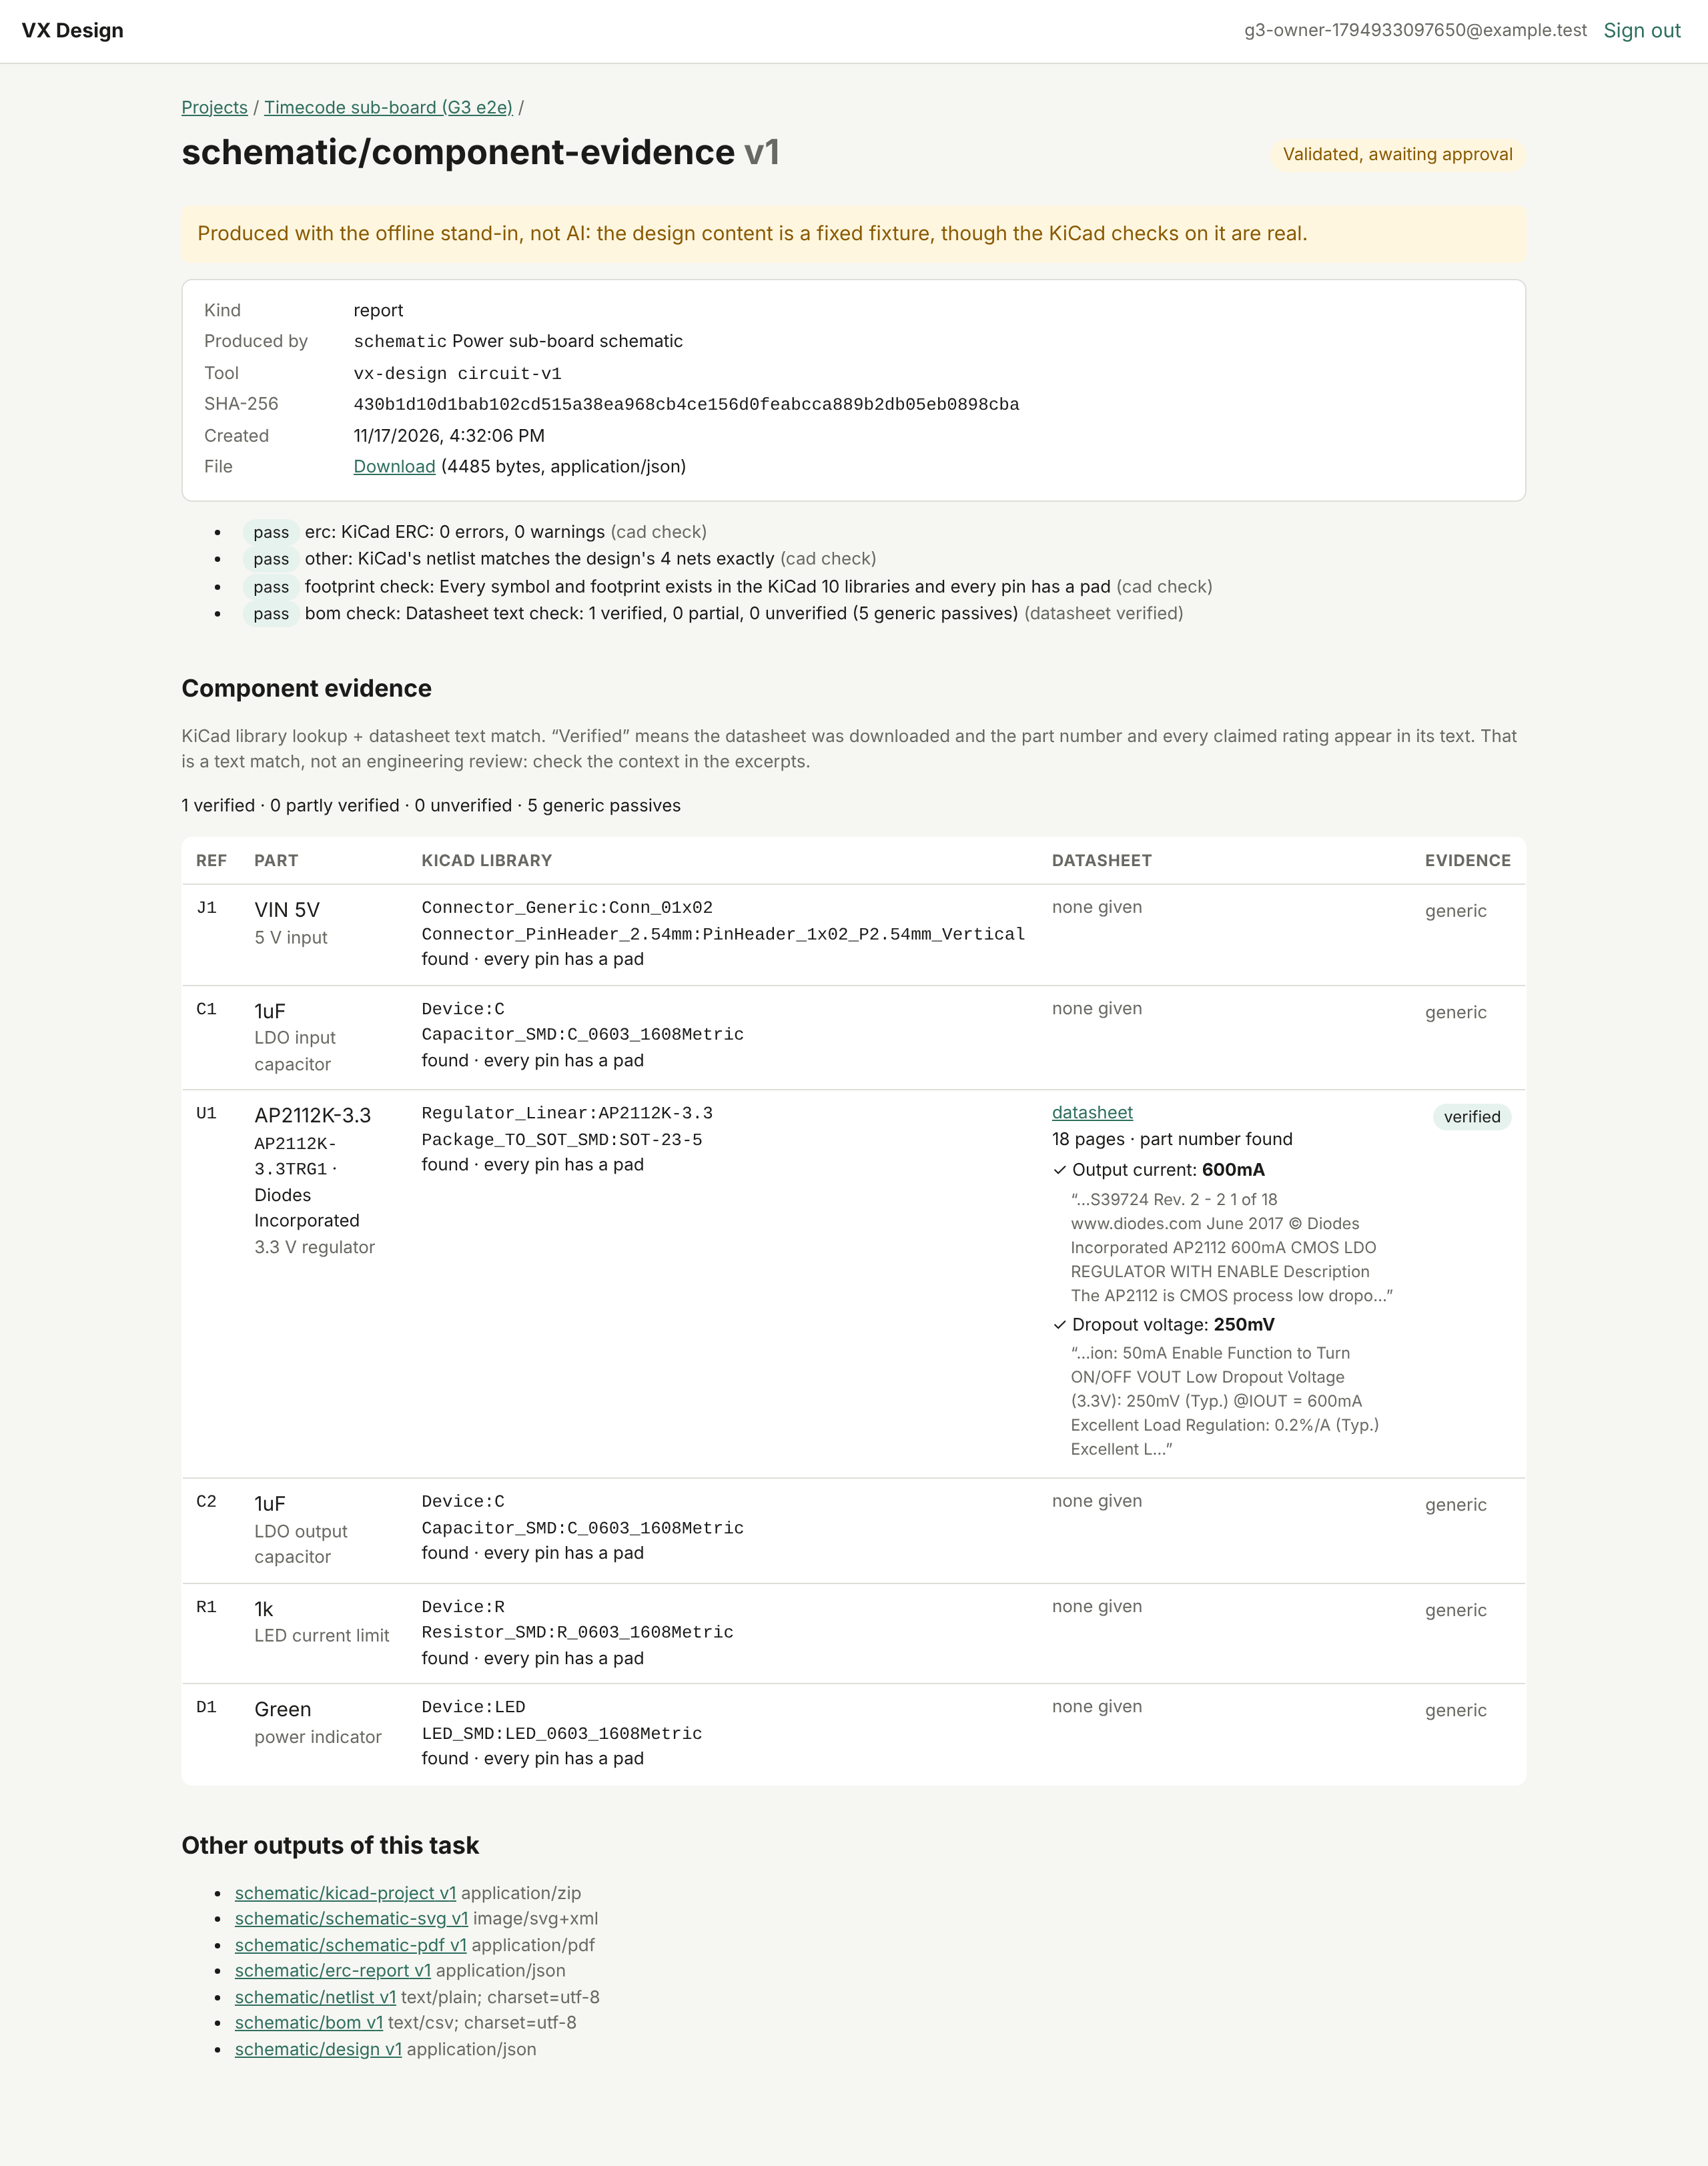 VX Design
g3-owner-1794933097650@example.test Sign out
Projects / Timecode sub-board (G3 e2e) /
schematic/component-evidence v1
Validated, awaiting approval
Produced with the offline stand-in, not AI: the design content is a fixed fixture, though the KiCad checks on it are real.
Kind report
Produced by schematic Power sub-board schematic
Tool vx-design circuit-v1
SHA-256 430b1d10d1bab102cd515a38ea968cb4ce156d0feabcca889b2db05eb0898cba
Created 11/17/2026, 4:32:06 PM
File Download (4485 bytes, application/json)
• pass erc: KiCad ERC: 0 errors, 0 warnings (cad check)
• pass other: KiCad's netlist matches the design's 4 nets exactly (cad check)
• pass footprint check: Every symbol and footprint exists in the KiCad 10 libraries and every pin has a pad (cad check)
• pass bom check: Datasheet text check: 1 verified, 0 partial, 0 unverified (5 generic passives) (datasheet verified)
Component evidence
KiCad library lookup + datasheet text match. “Verified” means the datasheet was downloaded and the part number and every claimed rating appear in its text. That
is a text match, not an engineering review: check the context in the excerpts.
1 verified · 0 partly verified · 0 unverified · 5 generic passives
REF PART KICAD LIBRARY DATASHEET EVIDENCE
J1
VIN 5V
5 V input
Connector_Generic:Conn_01x02
Connector_PinHeader_2.54mm:PinHeader_1x02_P2.54mm_Vertical
found · every pin has a pad
none given
generic
C1
1uF
LDO input
capacitor
Device:C
Capacitor_SMD:C_0603_1608Metric
found · every pin has a pad
none given
generic
U1
AP2112K-3.3
AP2112K-
3.3TRG1 ·
Diodes
Incorporated
3.3 V regulator
Regulator_Linear:AP2112K-3.3
Package_TO_SOT_SMD:SOT-23-5
found · every pin has a pad
datasheet
18 pages · part number found
✓ Output current: 600mA
“…S39724 Rev. 2 - 2 1 of 18
www.diodes.com June 2017 © Diodes
Incorporated AP2112 600mA CMOS LDO
REGULATOR WITH ENABLE Description
The AP2112 is CMOS process low dropo…”
✓ Dropout voltage: 250mV
“…ion: 50mA Enable Function to Turn
ON/OFF VOUT Low Dropout Voltage
(3.3V): 250mV (Typ.) @IOUT = 600mA
Excellent Load Regulation: 0.2%/A (Typ.)
Excellent L…”
verified
C2
1uF
LDO output
capacitor
Device:C
Capacitor_SMD:C_0603_1608Metric
found · every pin has a pad
none given
generic
R1
1k
LED current limit
Device:R
Resistor_SMD:R_0603_1608Metric
found · every pin has a pad
none given
generic
D1
Green
power indicator
Device:LED
LED_SMD:LED_0603_1608Metric
found · every pin has a pad
none given
generic
Other outputs of this task
• schematic/kicad-project v1 application/zip
• schematic/schematic-svg v1 image/svg+xml
• schematic/schematic-pdf v1 application/pdf
• schematic/erc-report v1 application/json
• schematic/netlist v1 text/plain; charset=utf-8
• schematic/bom v1 text/csv; charset=utf-8
• schematic/design v1 application/json